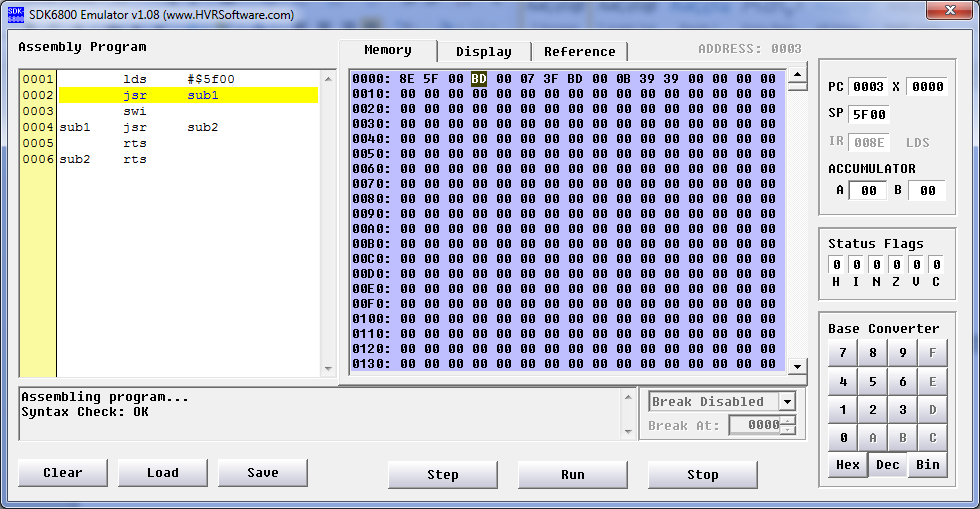 SDK6800 Emulator v1.08 (www.HVRSoftware.com)
Assembly Program
0001 lds #$5f00
0002 jsr sub1
0003 swi
0004 sub1 jsr sub2
0005 rts
0006 sub2 rts
Memory Display Reference ADDRESS: 0003
0000: 8E 5F 00 BD 00 07 3F BD 00 0B 39 39 00 00 00 00
0010: 00 00 00 00 00 00 00 00 00 00 00 00 00 00 00 00
0020: 00 00 00 00 00 00 00 00 00 00 00 00 00 00 00 00
0030: 00 00 00 00 00 00 00 00 00 00 00 00 00 00 00 00
0040: 00 00 00 00 00 00 00 00 00 00 00 00 00 00 00 00
0050: 00 00 00 00 00 00 00 00 00 00 00 00 00 00 00 00
0060: 00 00 00 00 00 00 00 00 00 00 00 00 00 00 00 00
0070: 00 00 00 00 00 00 00 00 00 00 00 00 00 00 00 00
0080: 00 00 00 00 00 00 00 00 00 00 00 00 00 00 00 00
0090: 00 00 00 00 00 00 00 00 00 00 00 00 00 00 00 00
00A0: 00 00 00 00 00 00 00 00 00 00 00 00 00 00 00 00
00B0: 00 00 00 00 00 00 00 00 00 00 00 00 00 00 00 00
00C0: 00 00 00 00 00 00 00 00 00 00 00 00 00 00 00 00
00D0: 00 00 00 00 00 00 00 00 00 00 00 00 00 00 00 00
00E0: 00 00 00 00 00 00 00 00 00 00 00 00 00 00 00 00
00F0: 00 00 00 00 00 00 00 00 00 00 00 00 00 00 00 00
0100: 00 00 00 00 00 00 00 00 00 00 00 00 00 00 00 00
0110: 00 00 00 00 00 00 00 00 00 00 00 00 00 00 00 00
0120: 00 00 00 00 00 00 00 00 00 00 00 00 00 00 00 00
0130: 00 00 00 00 00 00 00 00 00 00 00 00 00 00 00 00
PC 0003 X 0000
SP 5F00
IR 008E LDS
ACCUMULATOR
A 00 B 00
Status Flags
0 0 0 0 0 0
H I N Z V C
Base Converter
7 8 9 F
4 5 6 E
1 2 3 D
0 A B C
Hex Dec Bin
Assembling program...
Syntax Check: OK
Break Disabled
Break At: 0000
Clear Load Save Step Run Stop